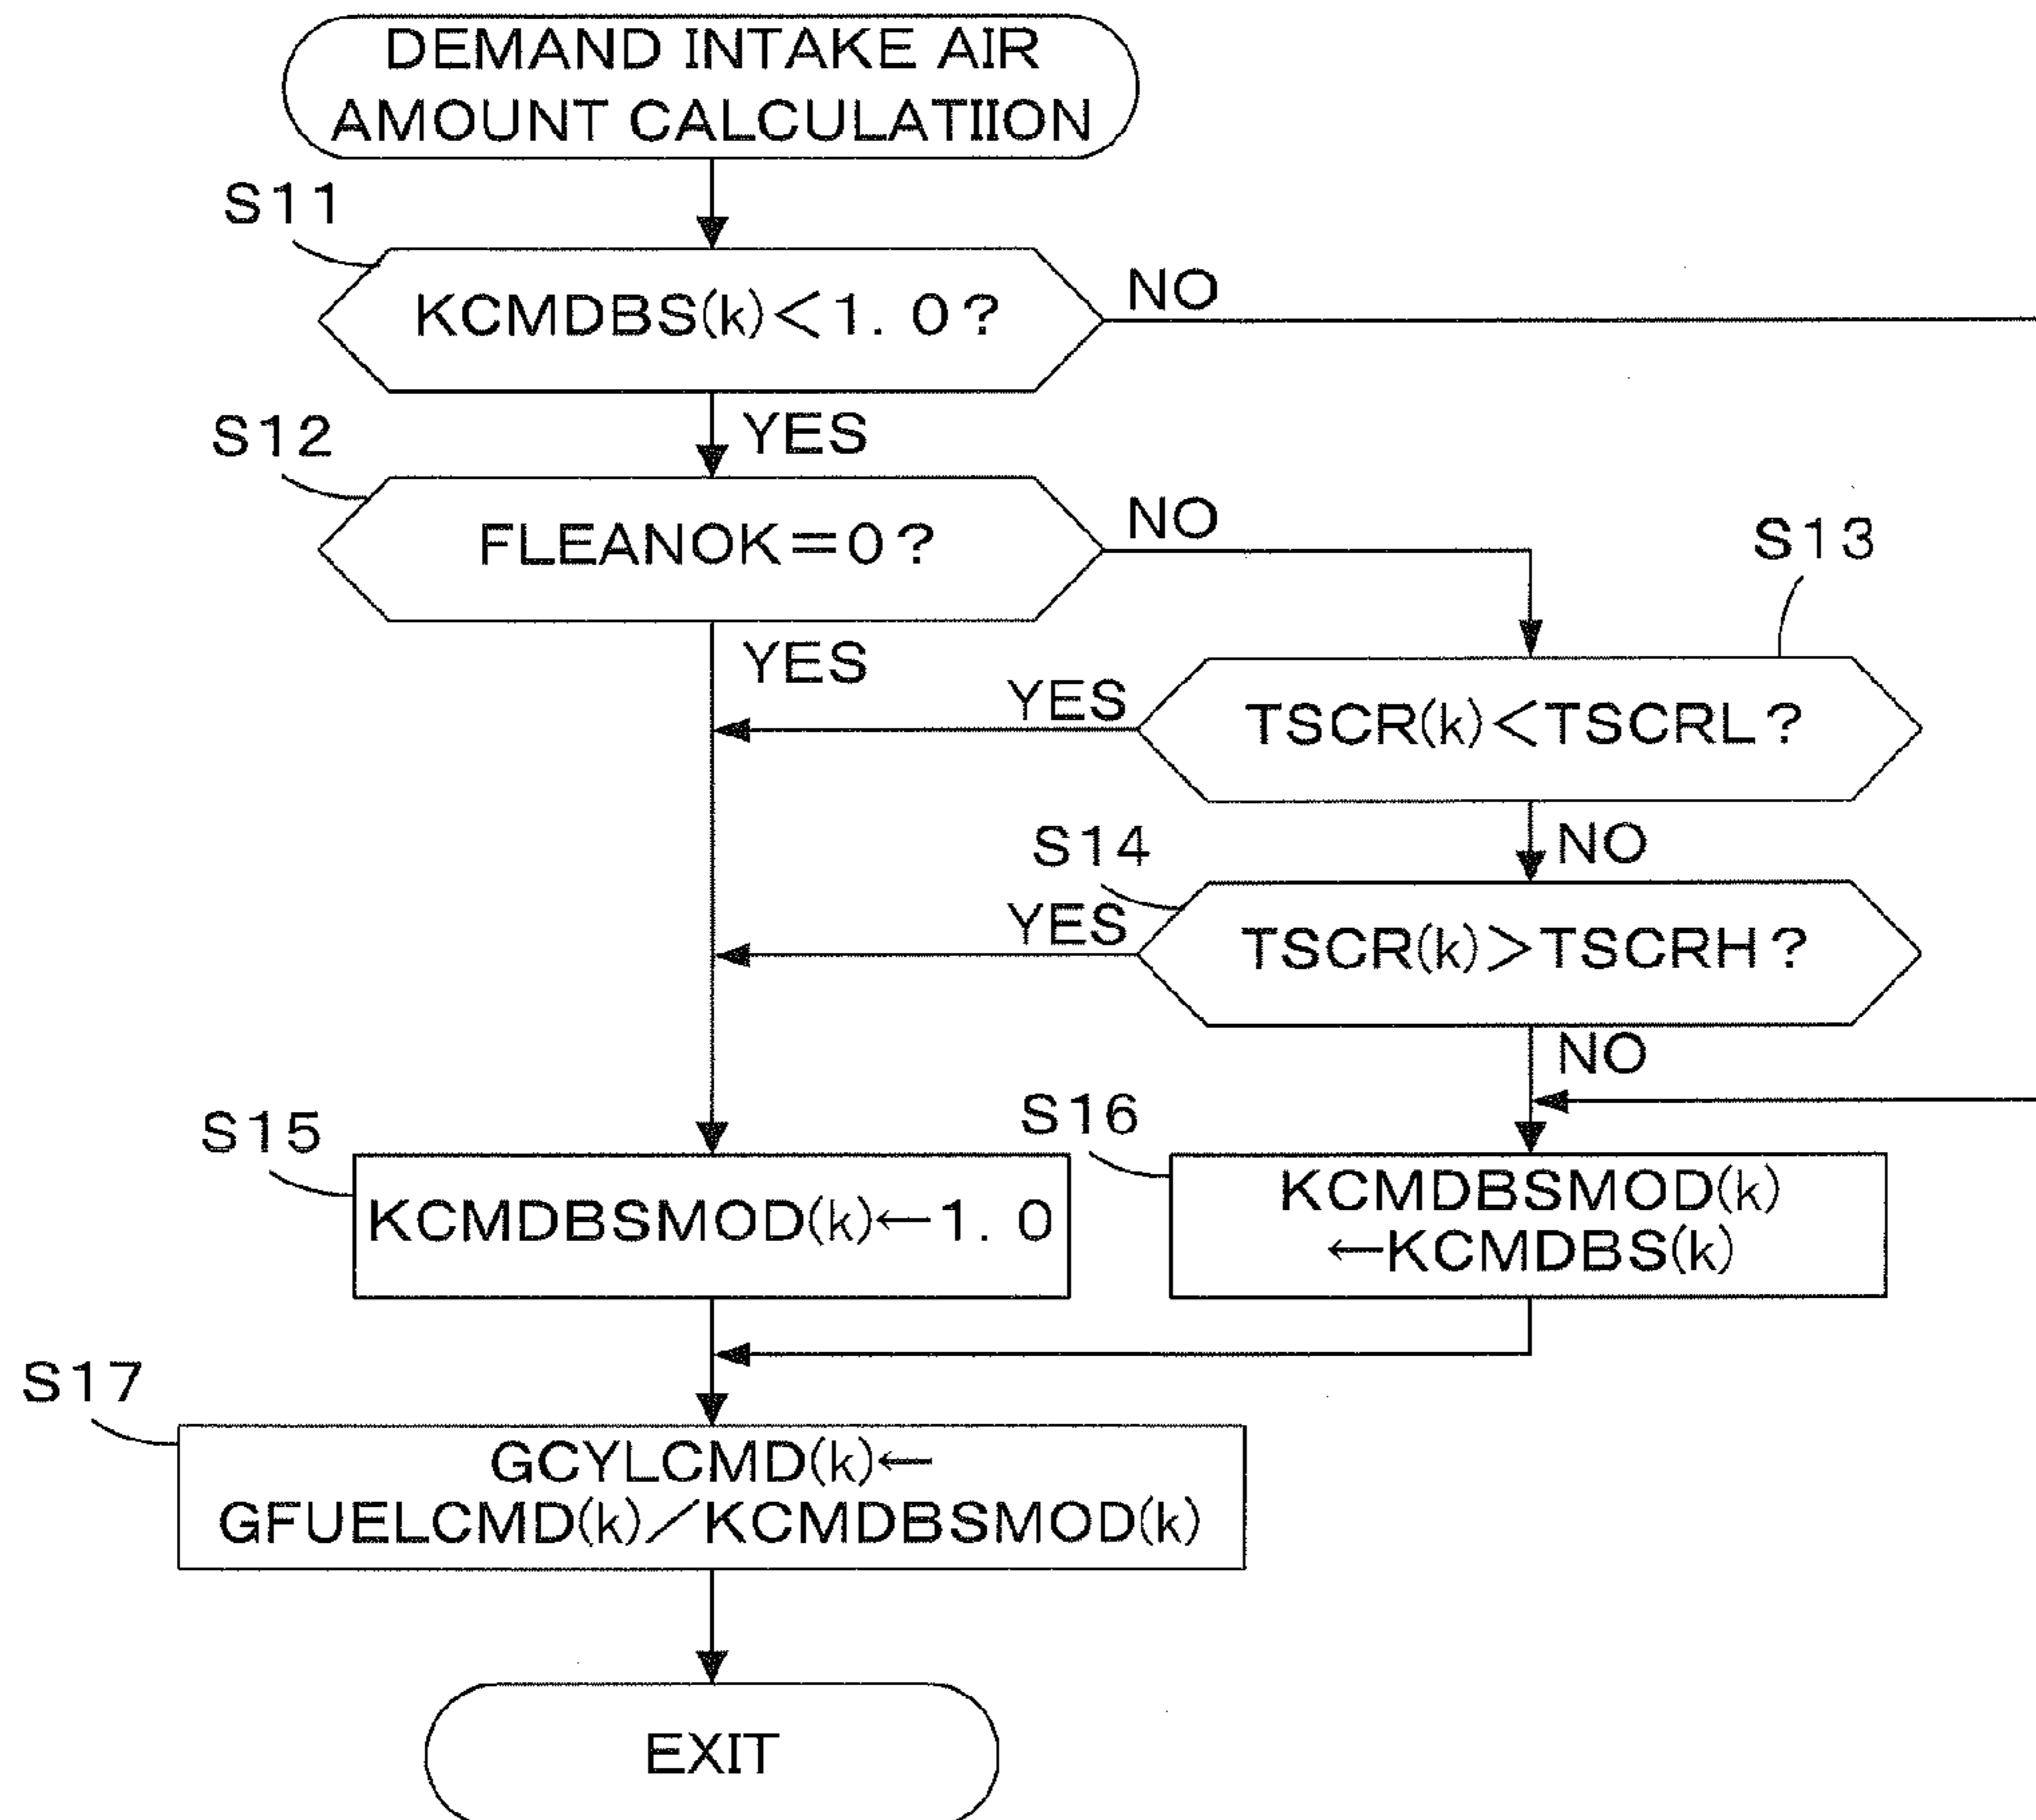 DEMAND INTAKE AIR
AMOUNT CALCULATIION
S11
KCMDBS(k)<1.0?
NO
YES
S12
FLEANOK=0?
NO
YES
S13
TSCR(k)<TSCRL?
YES
NO
S14
TSCR(k)>TSCRH?
YES
NO
S15
KCMDBSMOD(k)←1.0
S16
KCMDBSMOD(k)
←KCMDBS(k)
S17
GCYLCMD(k)←
GFUELCMD(k)/KCMDBSMOD(k)
EXIT